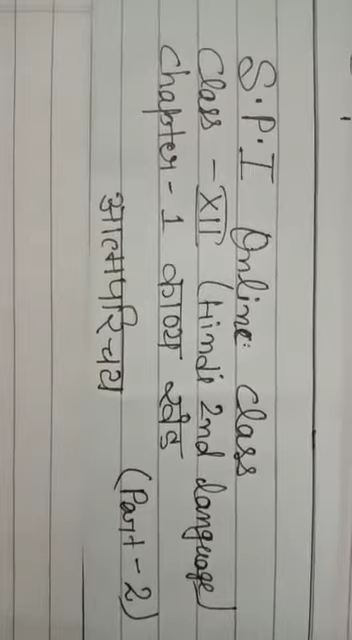 S.P.I Online class
Class - XII (Hindi 2nd language)
Chapter - 1 काव्य खंड
आत्मपरिचय
(Part - 2)